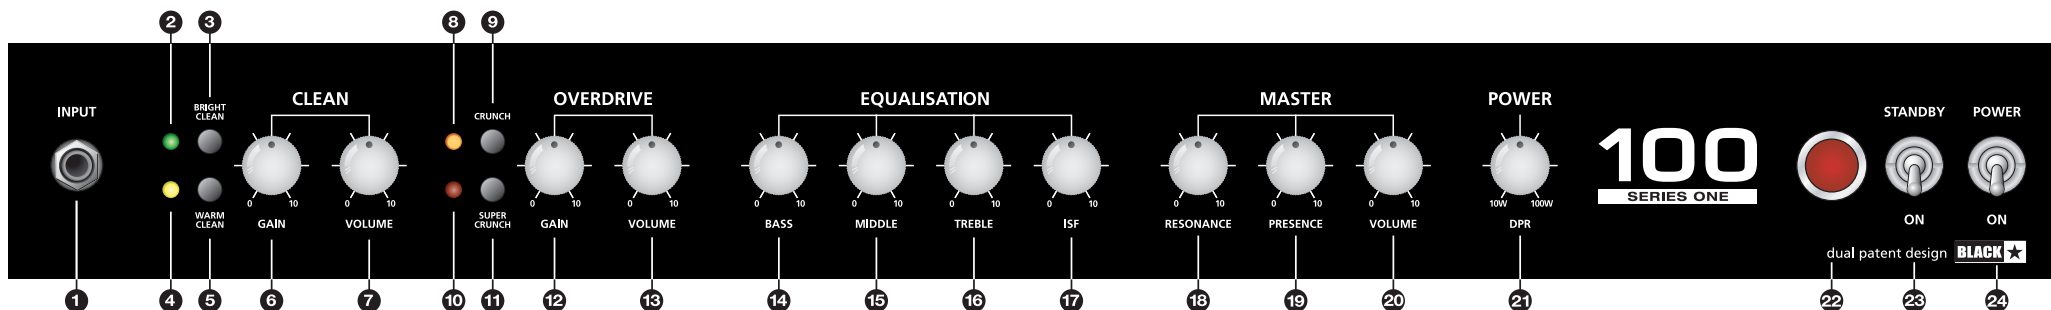 2 3 8 9
CLEAN OVERDRIVE EQUALISATION MASTER POWER
INPUT BRIGHT CLEAN CRUNCH STANDBY POWER
100
SERIES ONE
0 10 0 10 0 10 0 10 0 10 0 10 0 10 0 10 0 10 0 10 0 10 10W 100W
WARM CLEAN GAIN VOLUME SUPER CRUNCH GAIN VOLUME BASS MIDDLE TREBLE ISF RESONANCE PRESENCE VOLUME DPR ON ON
dual patent design BLACK★
1 4 5 6 7 10 11 12 13 14 15 16 17 18 19 20 21 22 23 24